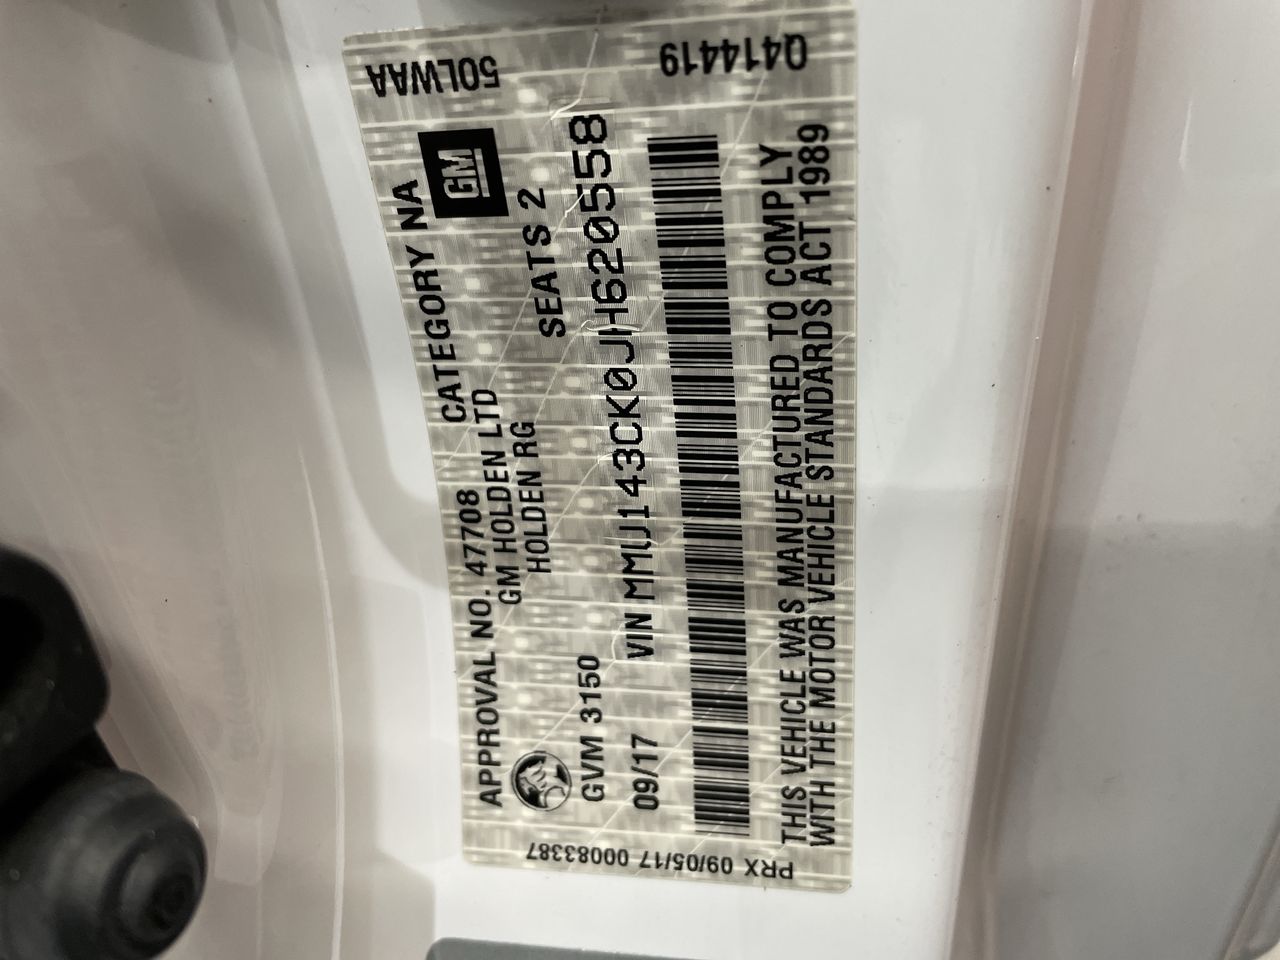 APPROVAL NO. 47708 CATEGORY NA
GM HOLDEN LTD
HOLDEN RG
GM
GVM 3150 SEATS 2
09/17 VIN MMU143CK0JH620558
THIS VEHICLE WAS MANUFACTURED TO COMPLY
WITH THE MOTOR VEHICLE STANDARDS ACT 1989
50LWAA
Q414419
PRX 09/05/17 00083387